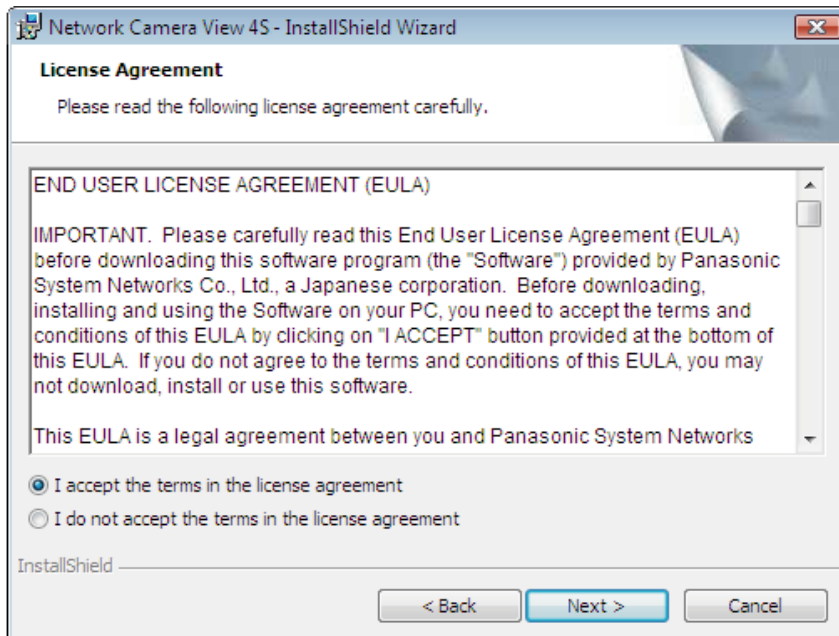 Network Camera View 4S - InstallShield Wizard
License Agreement
Please read the following license agreement carefully.
END USER LICENSE AGREEMENT (EULA)
IMPORTANT.  Please carefully read this End User License Agreement (EULA)
before downloading this software program (the "Software") provided by Panasonic
System Networks Co., Ltd., a Japanese corporation.  Before downloading,
installing and using the Software on your PC, you need to accept the terms and
conditions of this EULA by clicking on "I ACCEPT" button provided at the bottom of
this EULA.  If you do not agree to the terms and conditions of this EULA, you may
not download, install or use this software.
This EULA is a legal agreement between you and Panasonic System Networks
I accept the terms in the license agreement
I do not accept the terms in the license agreement
InstallShield
< Back
Next >
Cancel